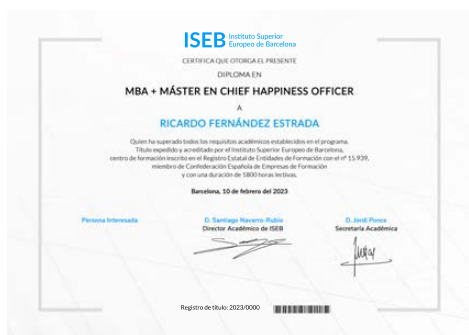 ISEB Instituto Superior
Europeo de Barcelona
CERTIFICA QUE OTORGA EL PRESENTE
DIPLOMA EN
MBA + MÁSTER EN CHIEF HAPPINESS OFFICER
A
RICARDO FERNÁNDEZ ESTRADA
Quien ha superado todos los requisitos académicos establecidos en el programa.
Título expedido y acreditado por el Instituto Superior Europeo de Barcelona,
centro de formación inscrito en el Registro Estatal de Entidades de Formación con el nº 15.939,
miembro de Confederación Española de Empresas de Formación
y con una duración de 1800 horas lectivas.
Barcelona, 10 de febrero del 2023
Persona Interesada
D. Santiago Navarro Rubio
Director Académico de ISEB
D. Jordi Ponce
Secretaría Académica
Registro de título: 2023/0000